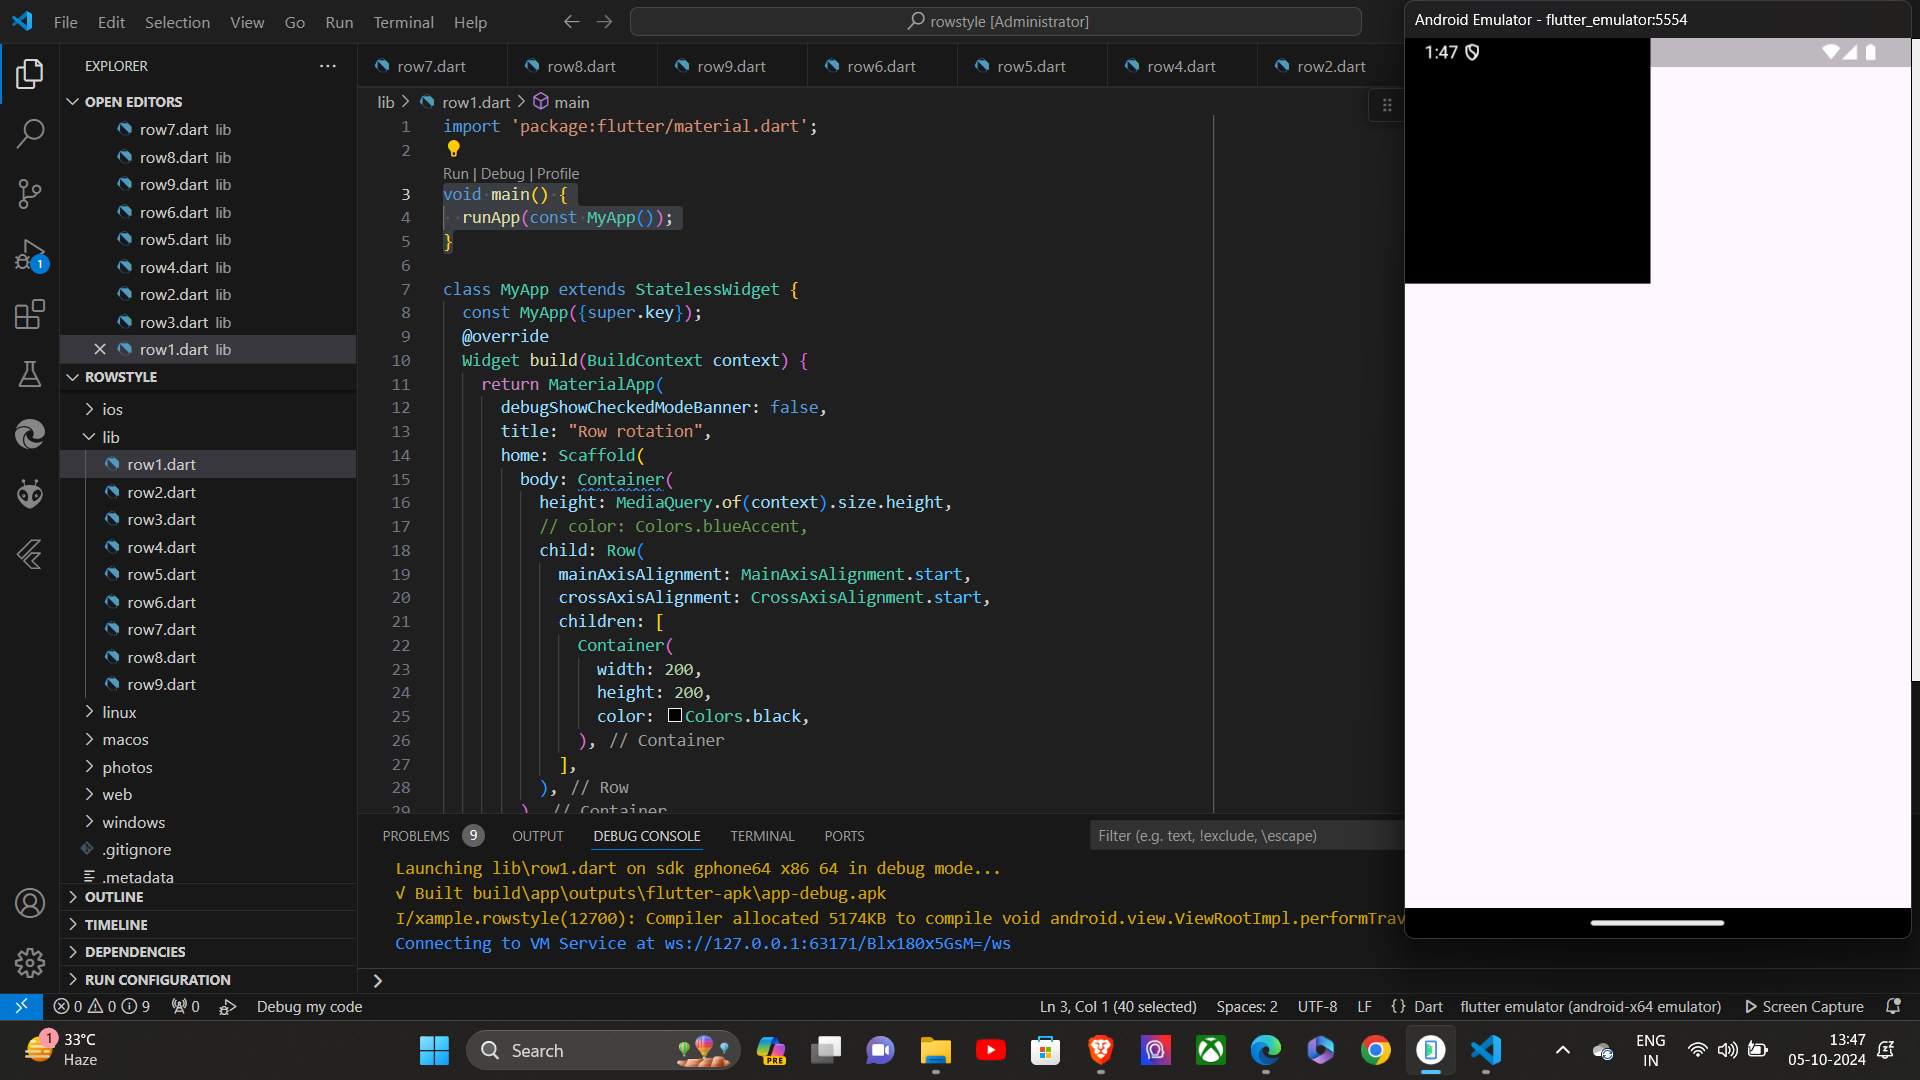 File Edit Selection View Go Run Terminal Help
rowstyle [Administrator]
EXPLORER
OPEN EDITORS
row7.dart lib
row8.dart lib
row9.dart lib
row6.dart lib
row5.dart lib
row4.dart lib
row2.dart lib
row3.dart lib
row1.dart lib
ROWSTYLE
ios
lib
row1.dart
row2.dart
row3.dart
row4.dart
row5.dart
row6.dart
row7.dart
row8.dart
row9.dart
linux
macos
photos
web
windows
.gitignore
.metadata
OUTLINE
TIMELINE
DEPENDENCIES
RUN CONFIGURATION
1
row7.dart row8.dart row9.dart row6.dart row5.dart row4.dart row2.dart
lib > row1.dart > main
1 import 'package:flutter/material.dart';
2
Run | Debug | Profile
3 void main() {
4 runApp(const MyApp());
5 }
6
7 class MyApp extends StatelessWidget {
8 const MyApp({super.key});
9 @override
10 Widget build(BuildContext context) {
11 return MaterialApp(
12 debugShowCheckedModeBanner: false,
13 title: "Row rotation",
14 home: Scaffold(
15 body: Container(
16 height: MediaQuery.of(context).size.height,
17 // color: Colors.blueAccent,
18 child: Row(
19 mainAxisAlignment: MainAxisAlignment.start,
20 crossAxisAlignment: CrossAxisAlignment.start,
21 children: [
22 Container(
23 width: 200,
24 height: 200,
25 color: Colors.black,
26 ), // Container
27 ],
28 ), // Row
29 ), // Container
PROBLEMS 9 OUTPUT DEBUG CONSOLE TERMINAL PORTS
Filter (e.g. text, !exclude, \escape)
Launching lib\row1.dart on sdk gphone64 x86 64 in debug mode...
√ Built build\app\outputs\flutter-apk\app-debug.apk
I/xample.rowstyle(12700): Compiler allocated 5174KB to compile void android.view.ViewRootImpl.performTrav
Connecting to VM Service at ws://127.0.0.1:63171/Blx180x5GsM=/ws
>
Android Emulator - flutter_emulator:5554
1:47
0 0 9 0 Debug my code
Ln 3, Col 1 (40 selected) Spaces: 2 UTF-8 LF {} Dart flutter emulator (android-x64 emulator) Screen Capture
1
33°C
Haze
Search
PRE
ENG
IN
13:47
05-10-2024